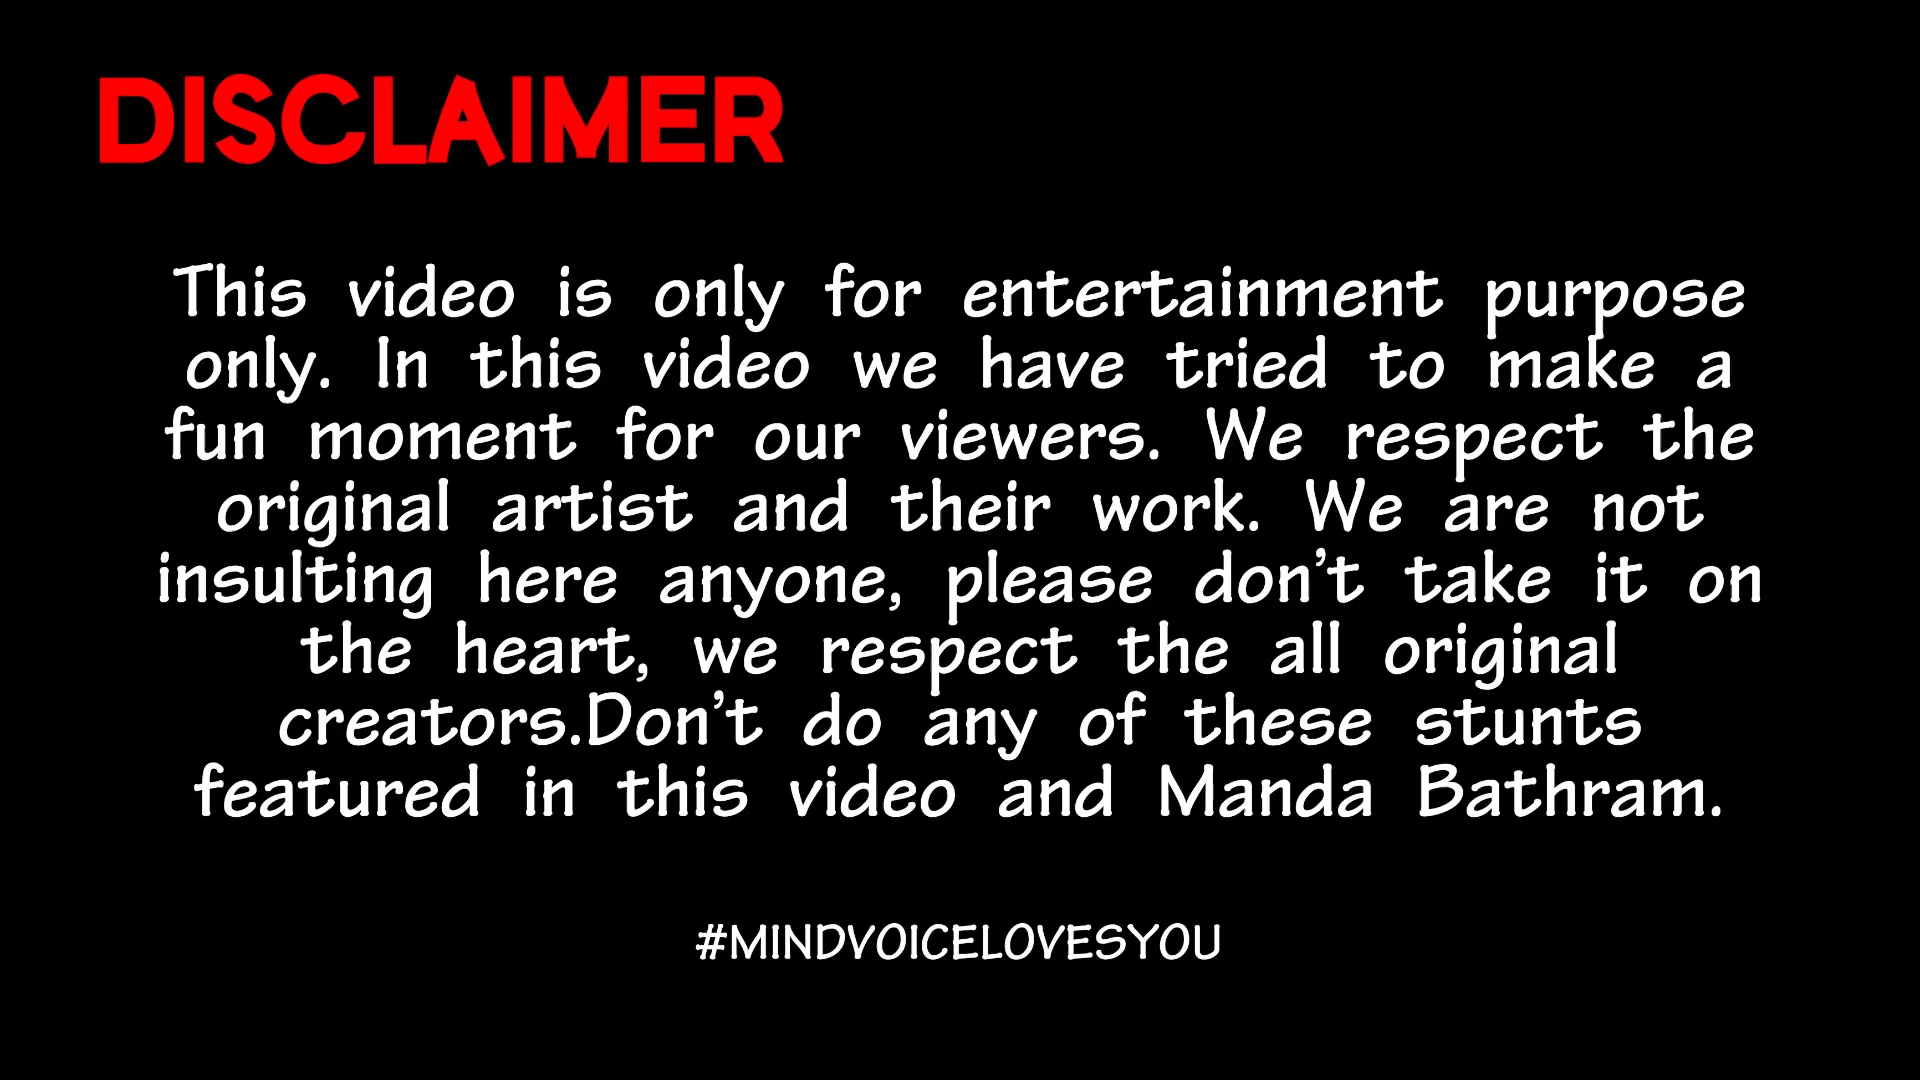 DISCLAIMER
This video is only for entertainment purpose
only. In this video we have tried to make a
fun moment for our viewers. We respect the
original artist and their work. We are not
insulting here anyone, please don’t take it on
the heart, we respect the all original
creators.Don’t do any of these stunts
featured in this video and Manda Bathram.
#MINDVOICELOVESYOU